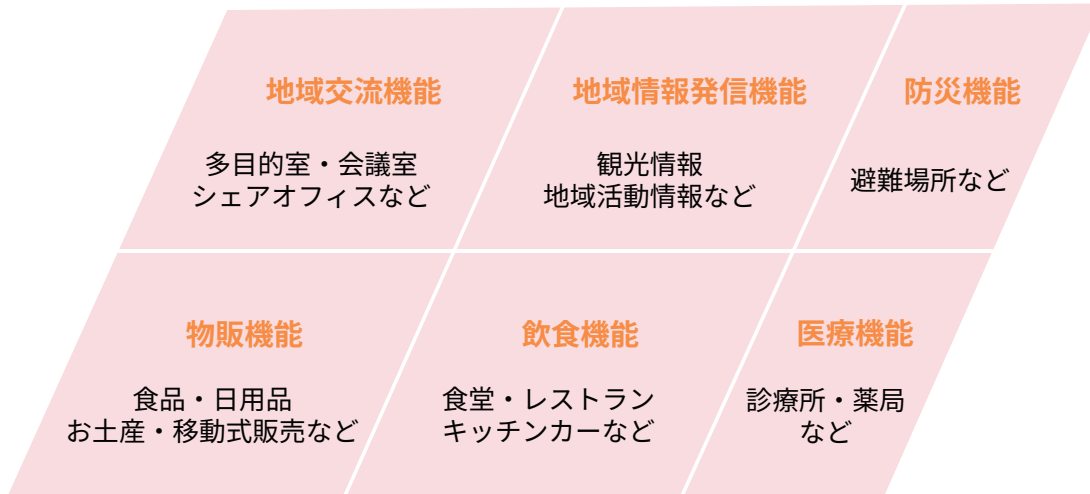 地域交流機能
多目的室・会議室
シェアオフィスなど
地域情報発信機能
観光情報
地域活動情報など
防災機能
避難場所など
物販機能
食品・日用品
お土産・移動式販売など
飲食機能
食堂・レストラン
キッチンカーなど
医療機能
診療所・薬局
など